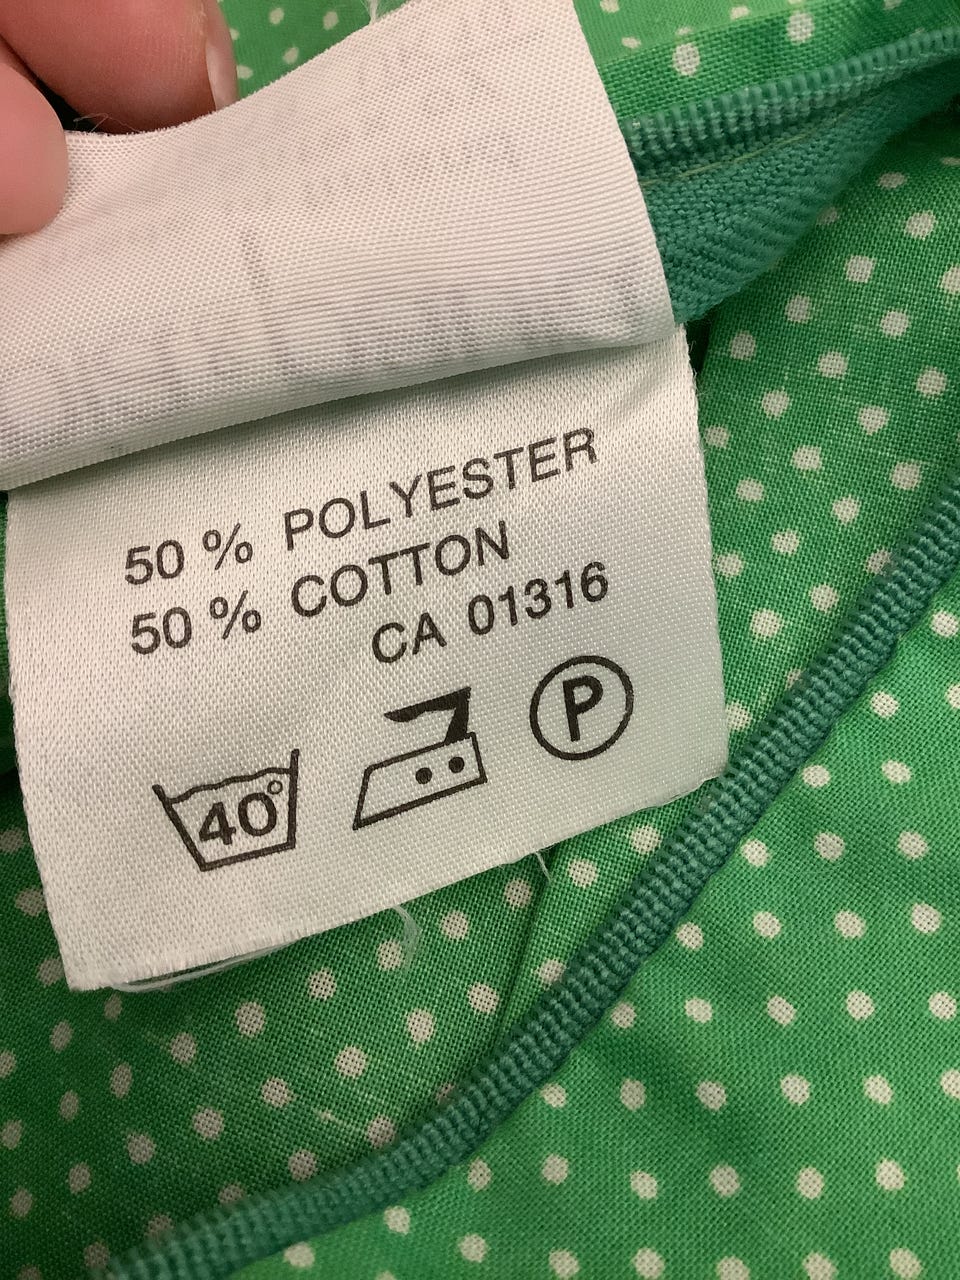 50 % POLYESTER
50 % COTTON
CA 01316
40°
P